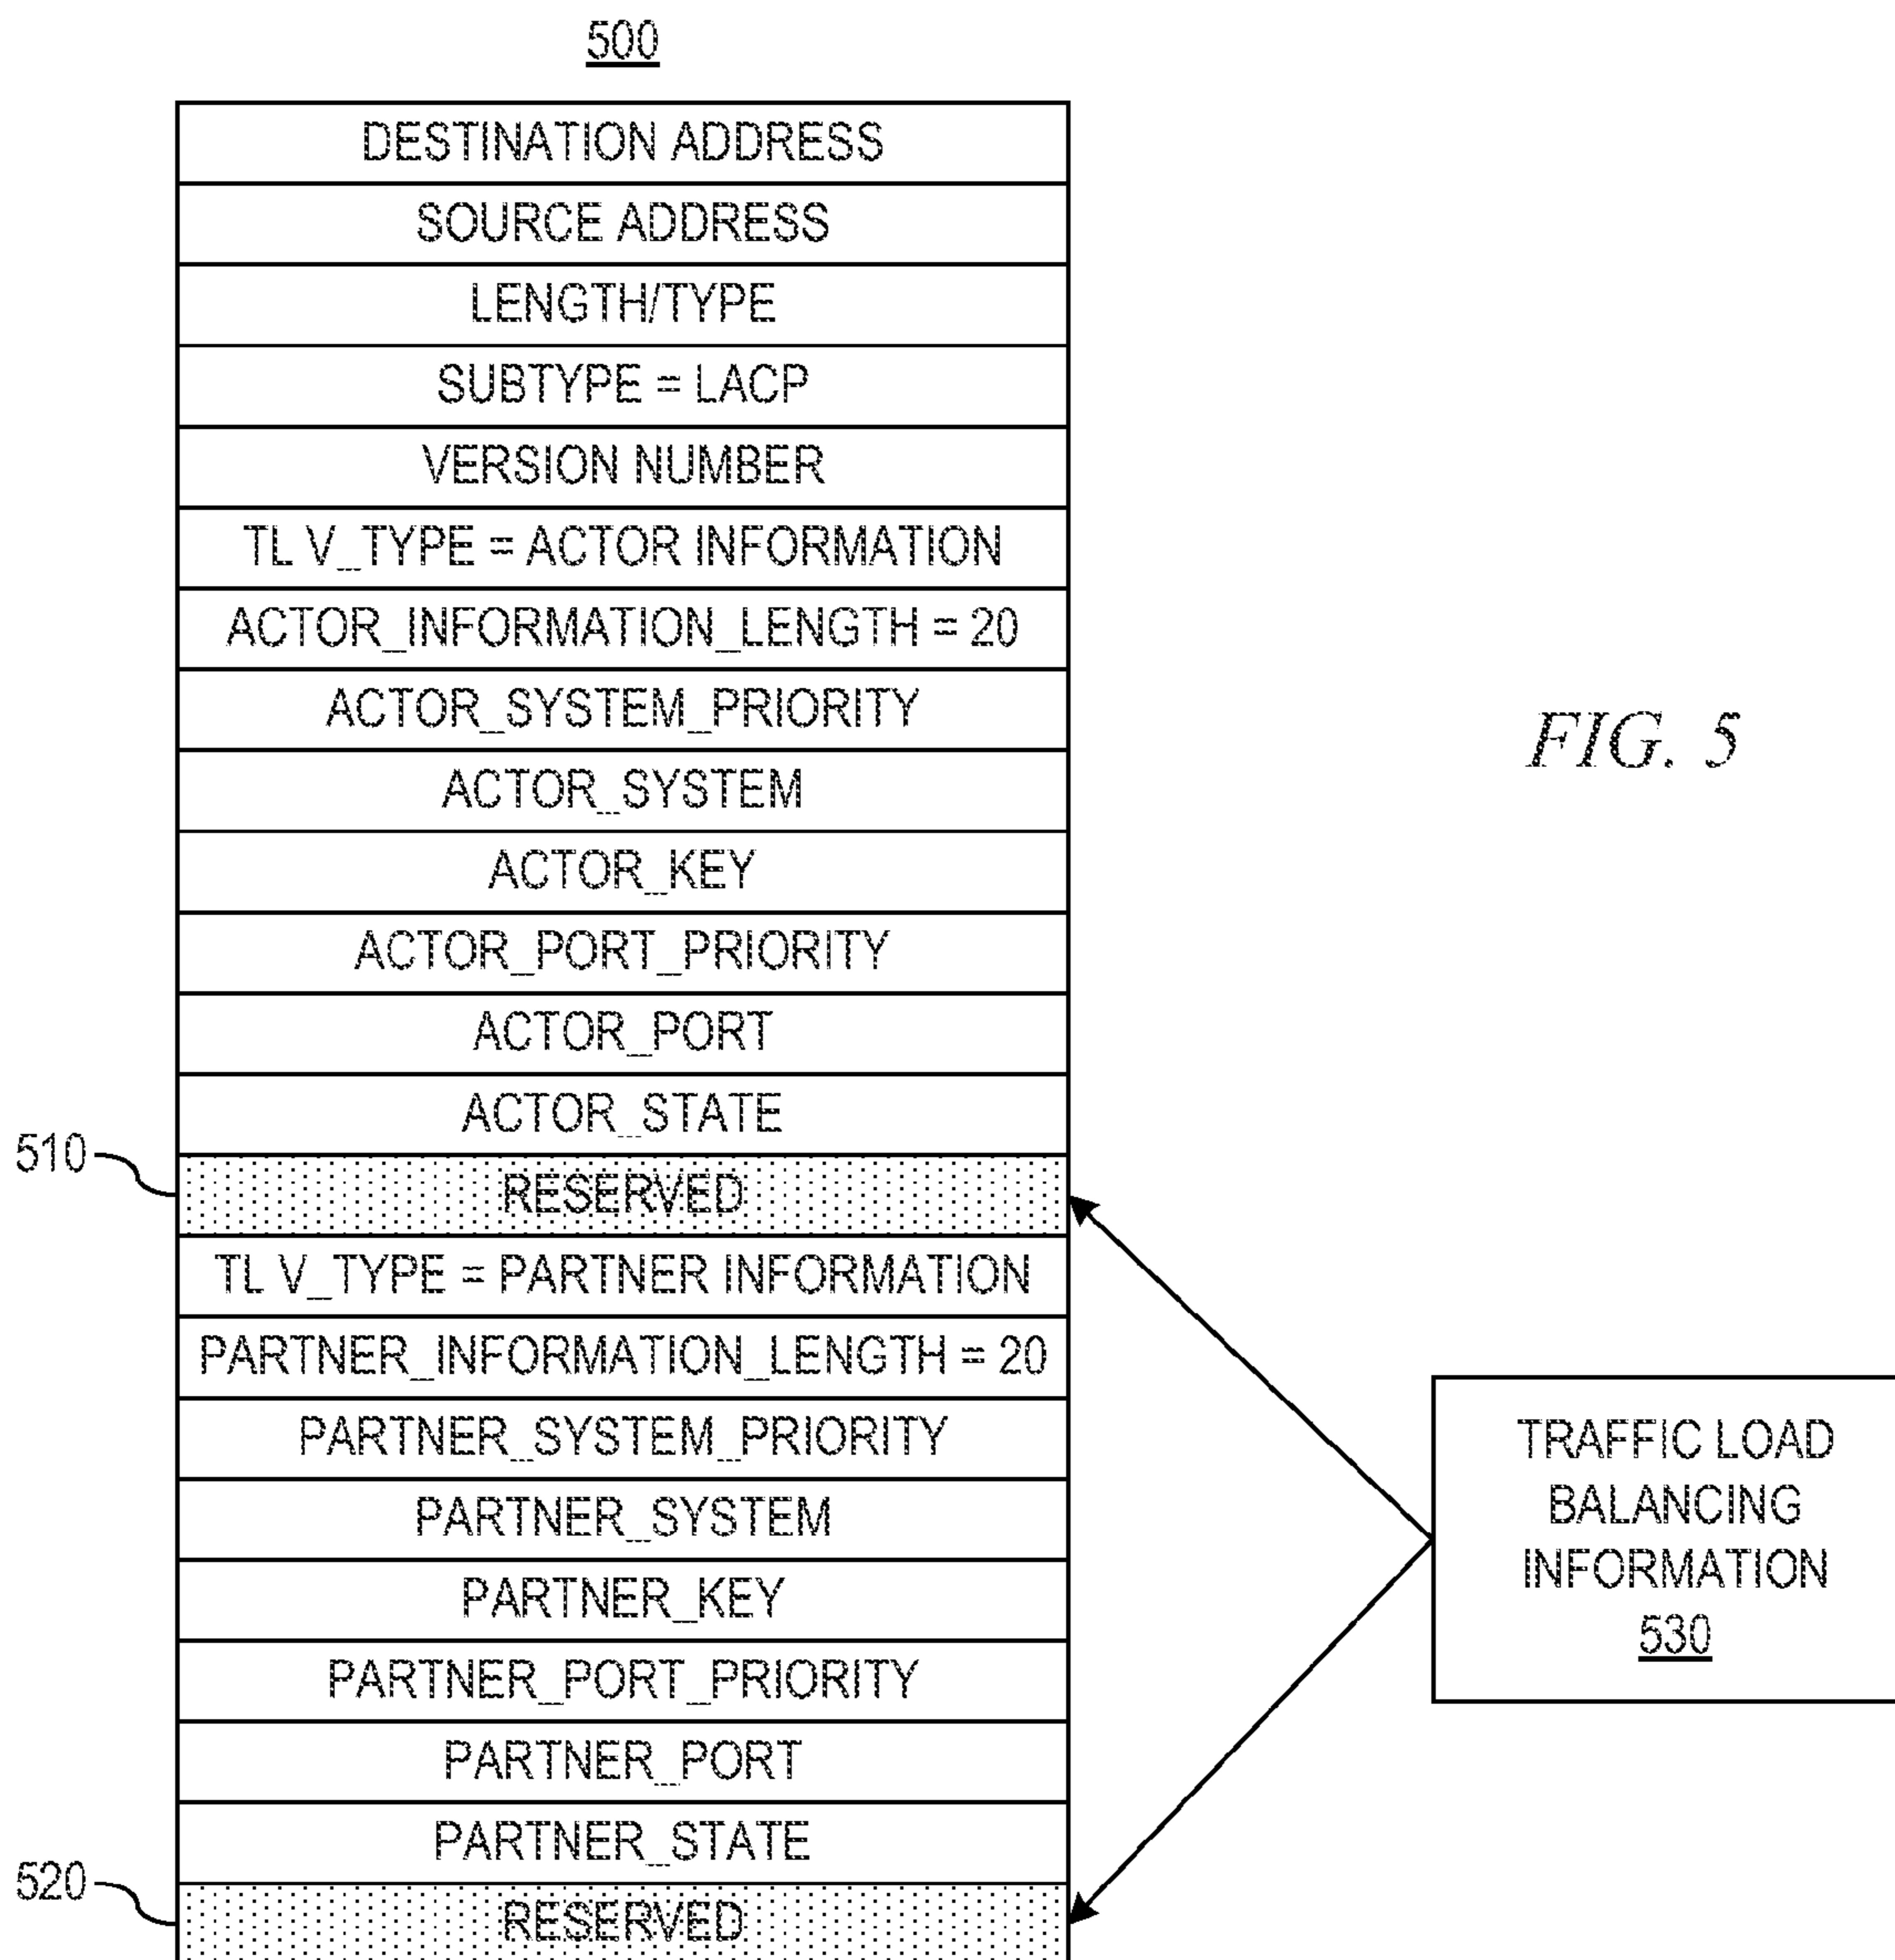 500
DESTINATION ADDRESS
SOURCE ADDRESS
LENGTH/TYPE
SUBTYPE = LACP
VERSION NUMBER
TL V_TYPE = ACTOR INFORMATION
ACTOR_INFORMATION_LENGTH = 20
ACTOR_SYSTEM_PRIORITY
ACTOR_SYSTEM
ACTOR_KEY
ACTOR_PORT_PRIORITY
ACTOR_PORT
ACTOR_STATE
510
RESERVED
TL V_TYPE = PARTNER INFORMATION
PARTNER_INFORMATION_LENGTH = 20
PARTNER_SYSTEM_PRIORITY
PARTNER_SYSTEM
PARTNER_KEY
PARTNER_PORT_PRIORITY
PARTNER_PORT
PARTNER_STATE
520
RESERVED
FIG. 5
TRAFFIC LOAD
BALANCING
INFORMATION
530